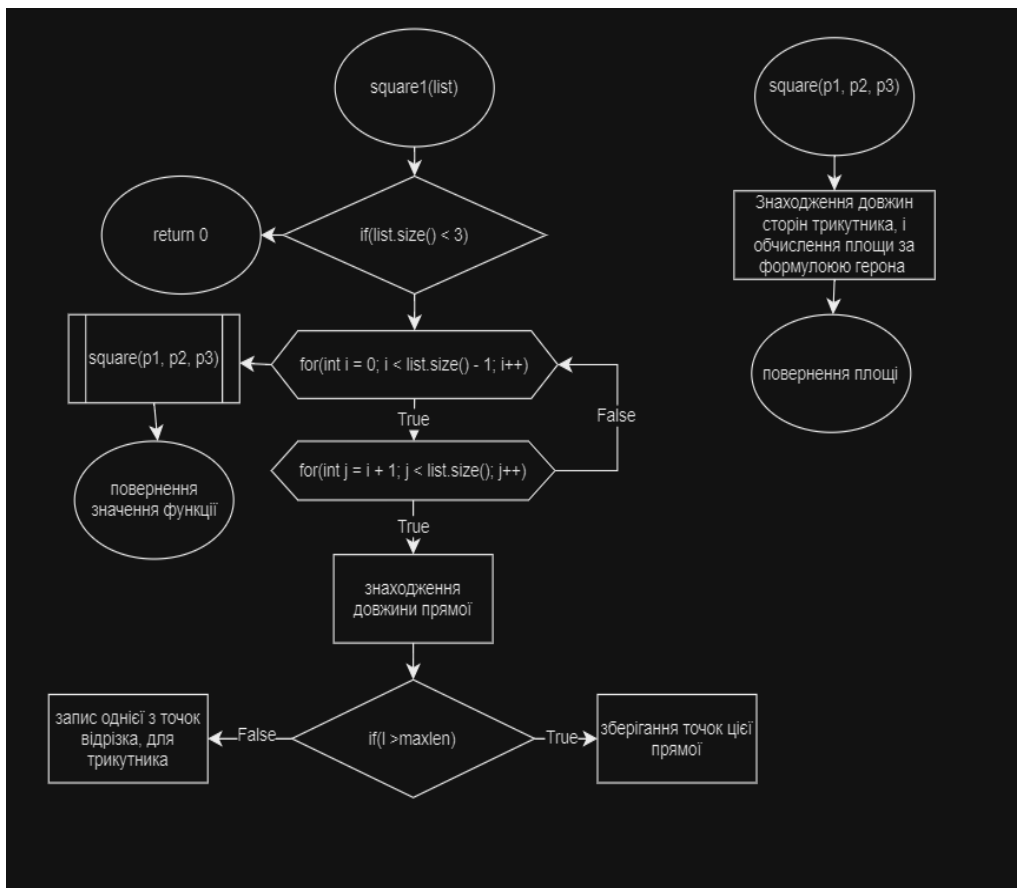 square1(list)
square(p1, p2, p3)
return 0
if(list.size() < 3)
Знаходження довжин
сторін трикутника, і
обчислення площи за
формулоюю герона
square(p1, p2, p3)
for(int i = 0; i < list.size() - 1; i++)
повернення площі
True
False
for(int j = i + 1; j < list.size(); j++)
повернення
значення функції
True
знаходження
довжини прямої
запис однієї з точок
відрізка, для
трикутника
False
if(l >maxlen)
True
зберігання точок цієї
прямої